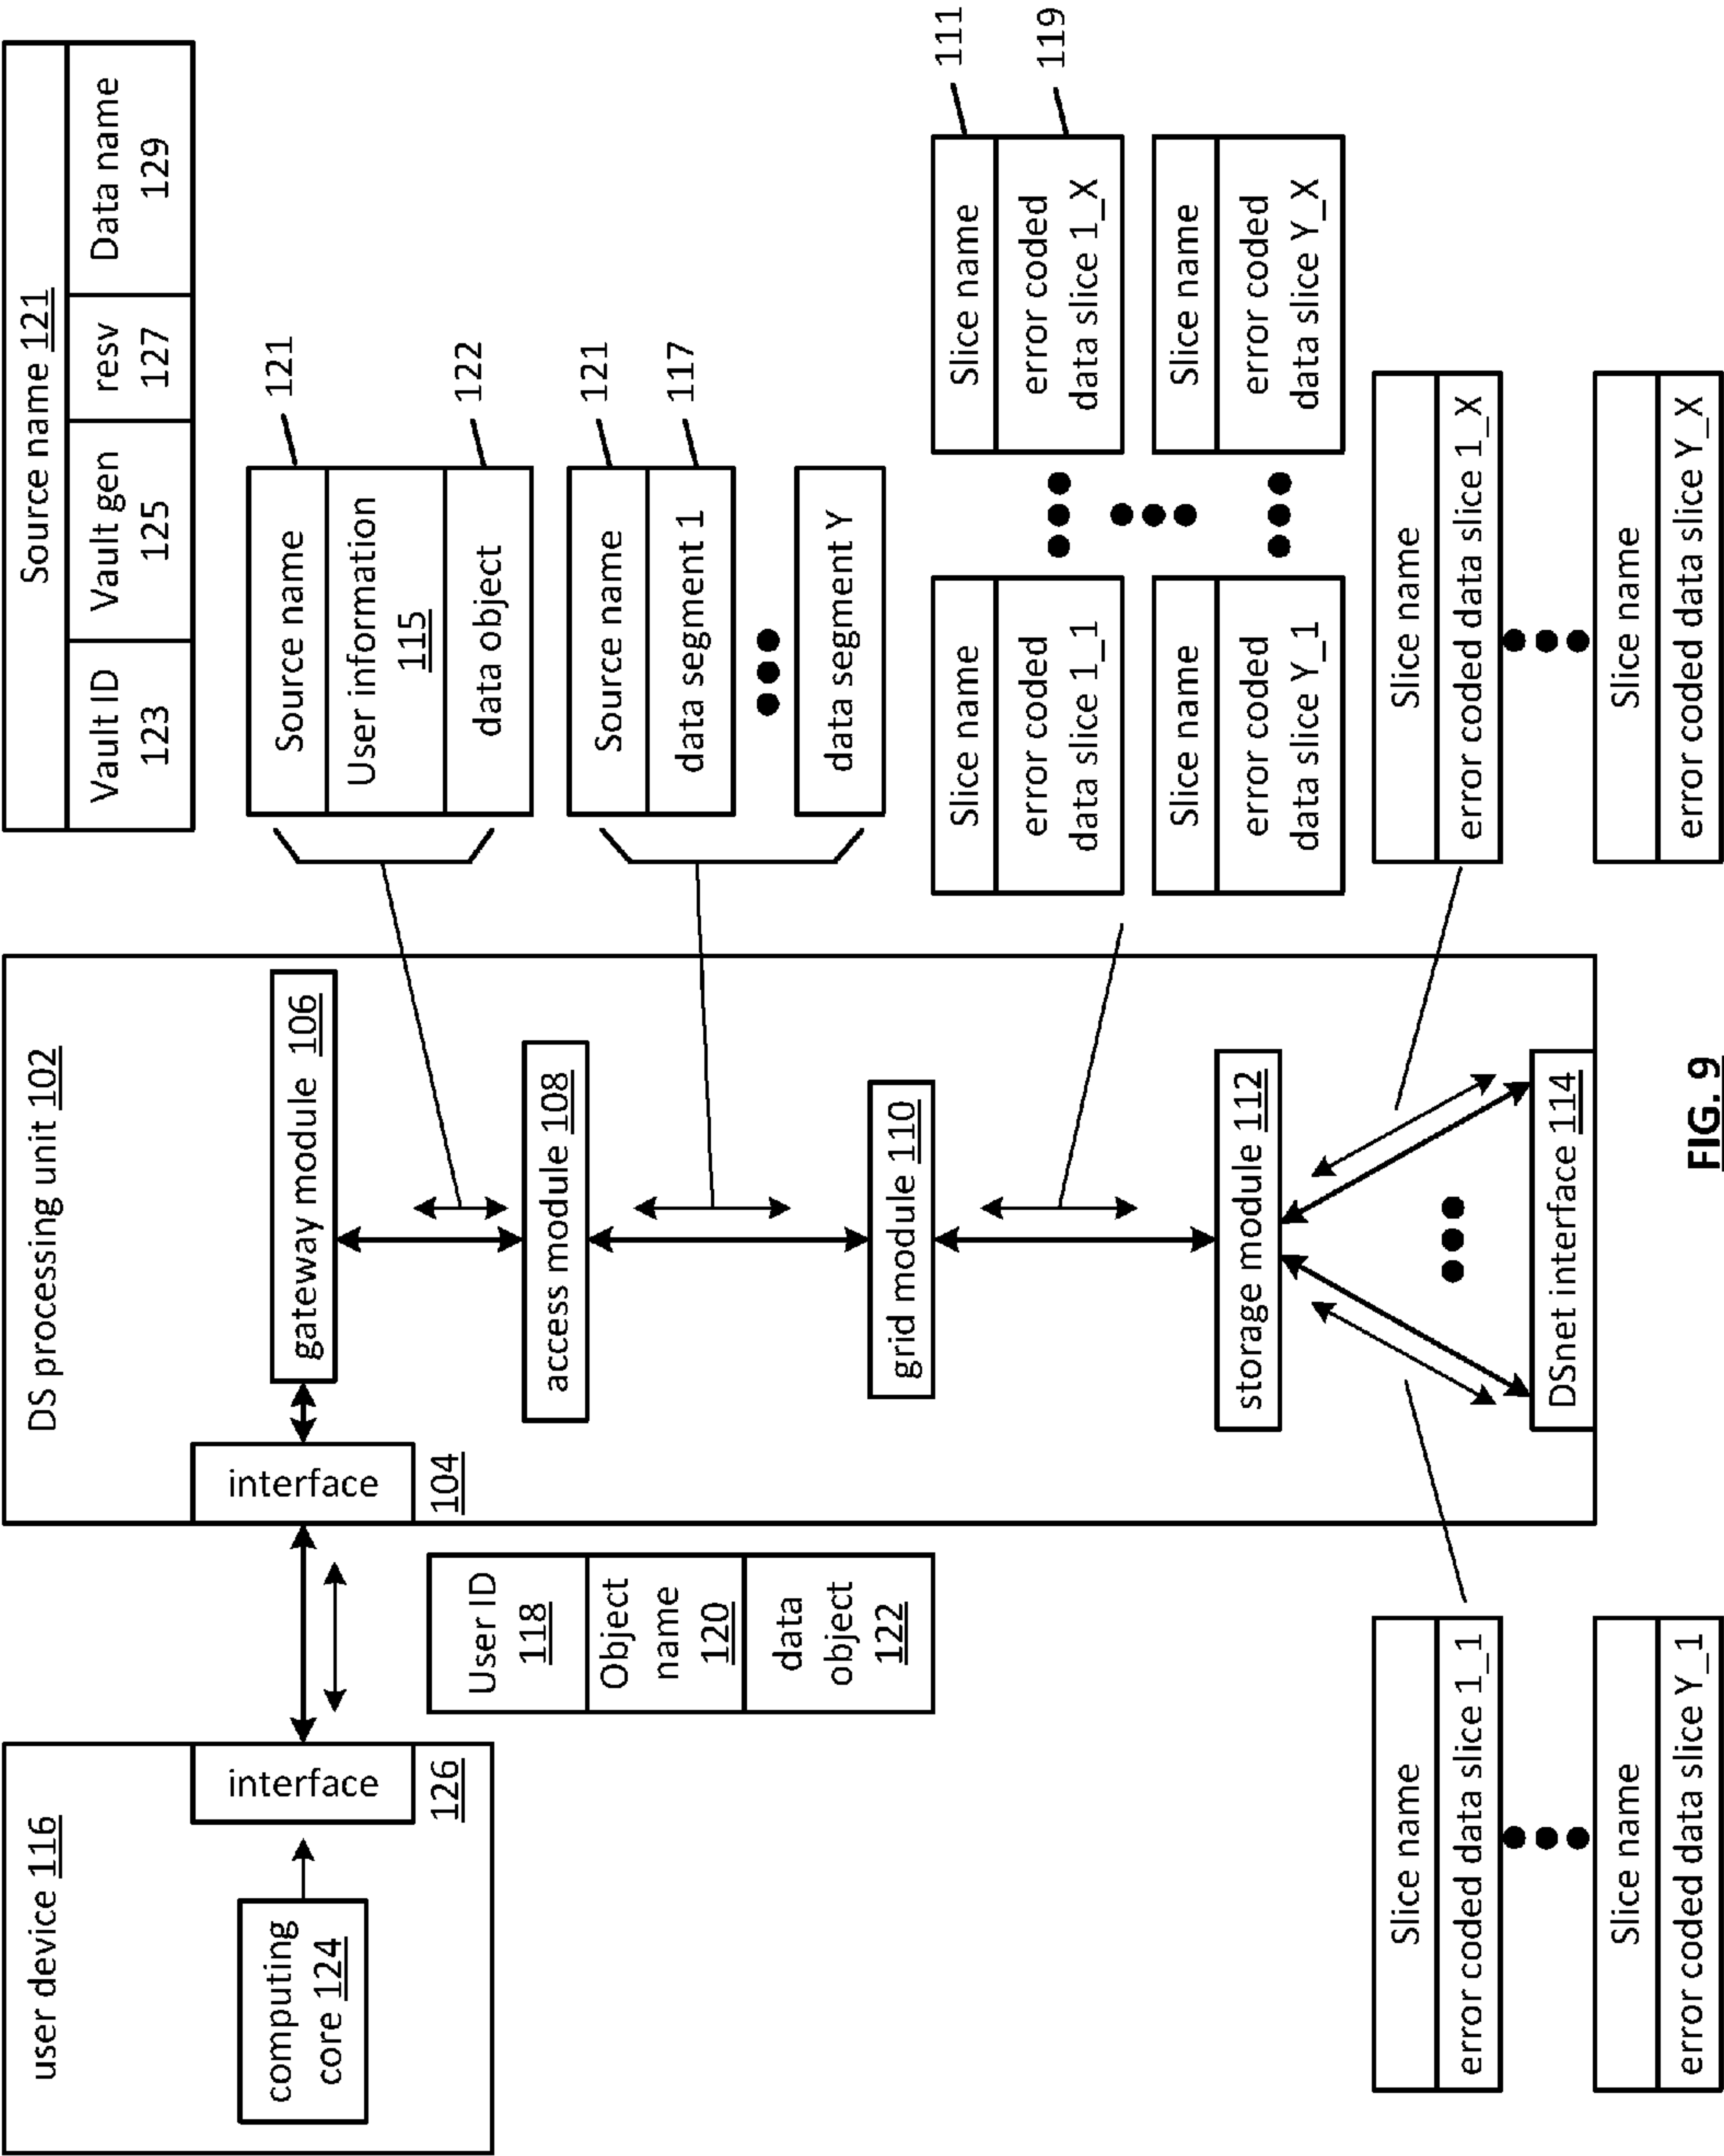 user device 116
computing
core 124
interface
126
User ID
118
Object
name
120
data
object
122
DS processing unit 102
interface
104
gateway module 106
access module 108
grid module 110
storage module 112
DSnet interface 114
Source name 121
Vault ID
123
Vault gen
125
resv
127
Data name
129
Source name
User information
115
data object
121
122
Source name
data segment 1
data segment Y
121
117
Slice name
error coded
data slice 1_1
Slice name
error coded
data slice 1_X
111
119
Slice name
error coded
data slice Y_1
Slice name
error coded
data slice Y_X
Slice name
error coded data slice 1_1
Slice name
error coded data slice Y_1
Slice name
error coded data slice 1_X
Slice name
error coded data slice Y_X
FIG. 9